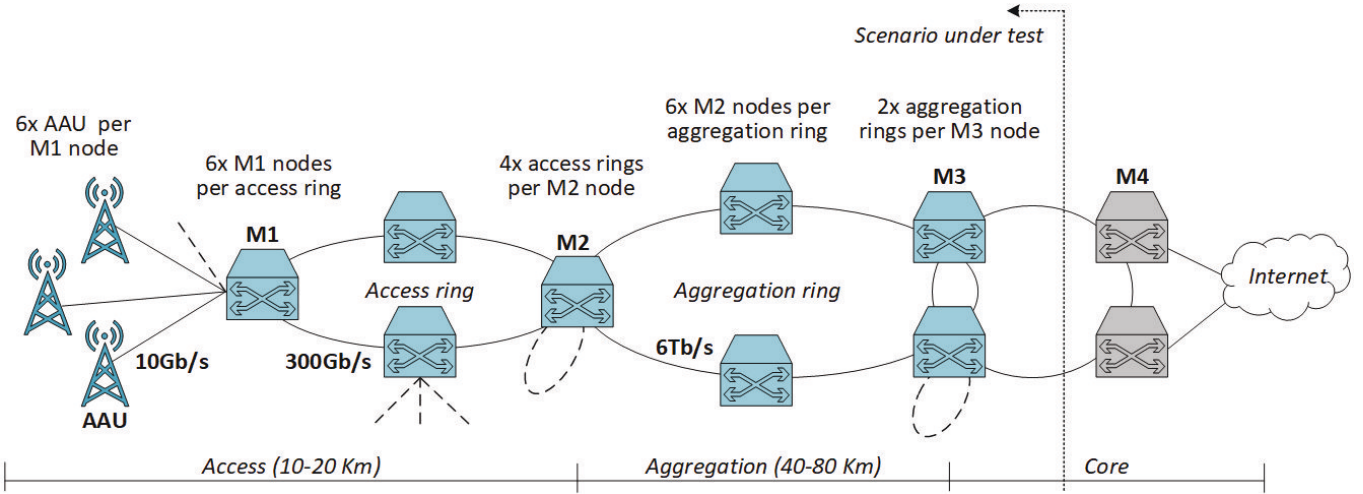 Scenario under test
6x AAU per
M1 node
6x M1 nodes
per access ring
4x access rings
per M2 node
6x M2 nodes per
aggregation ring
2x aggregation
rings per M3 node
M1
M2
M3
M4
Access ring
Aggregation ring
Internet
10Gb/s
300Gb/s
6Tb/s
AAU
Access (10-20 Km)
Aggregation (40-80 Km)
Core